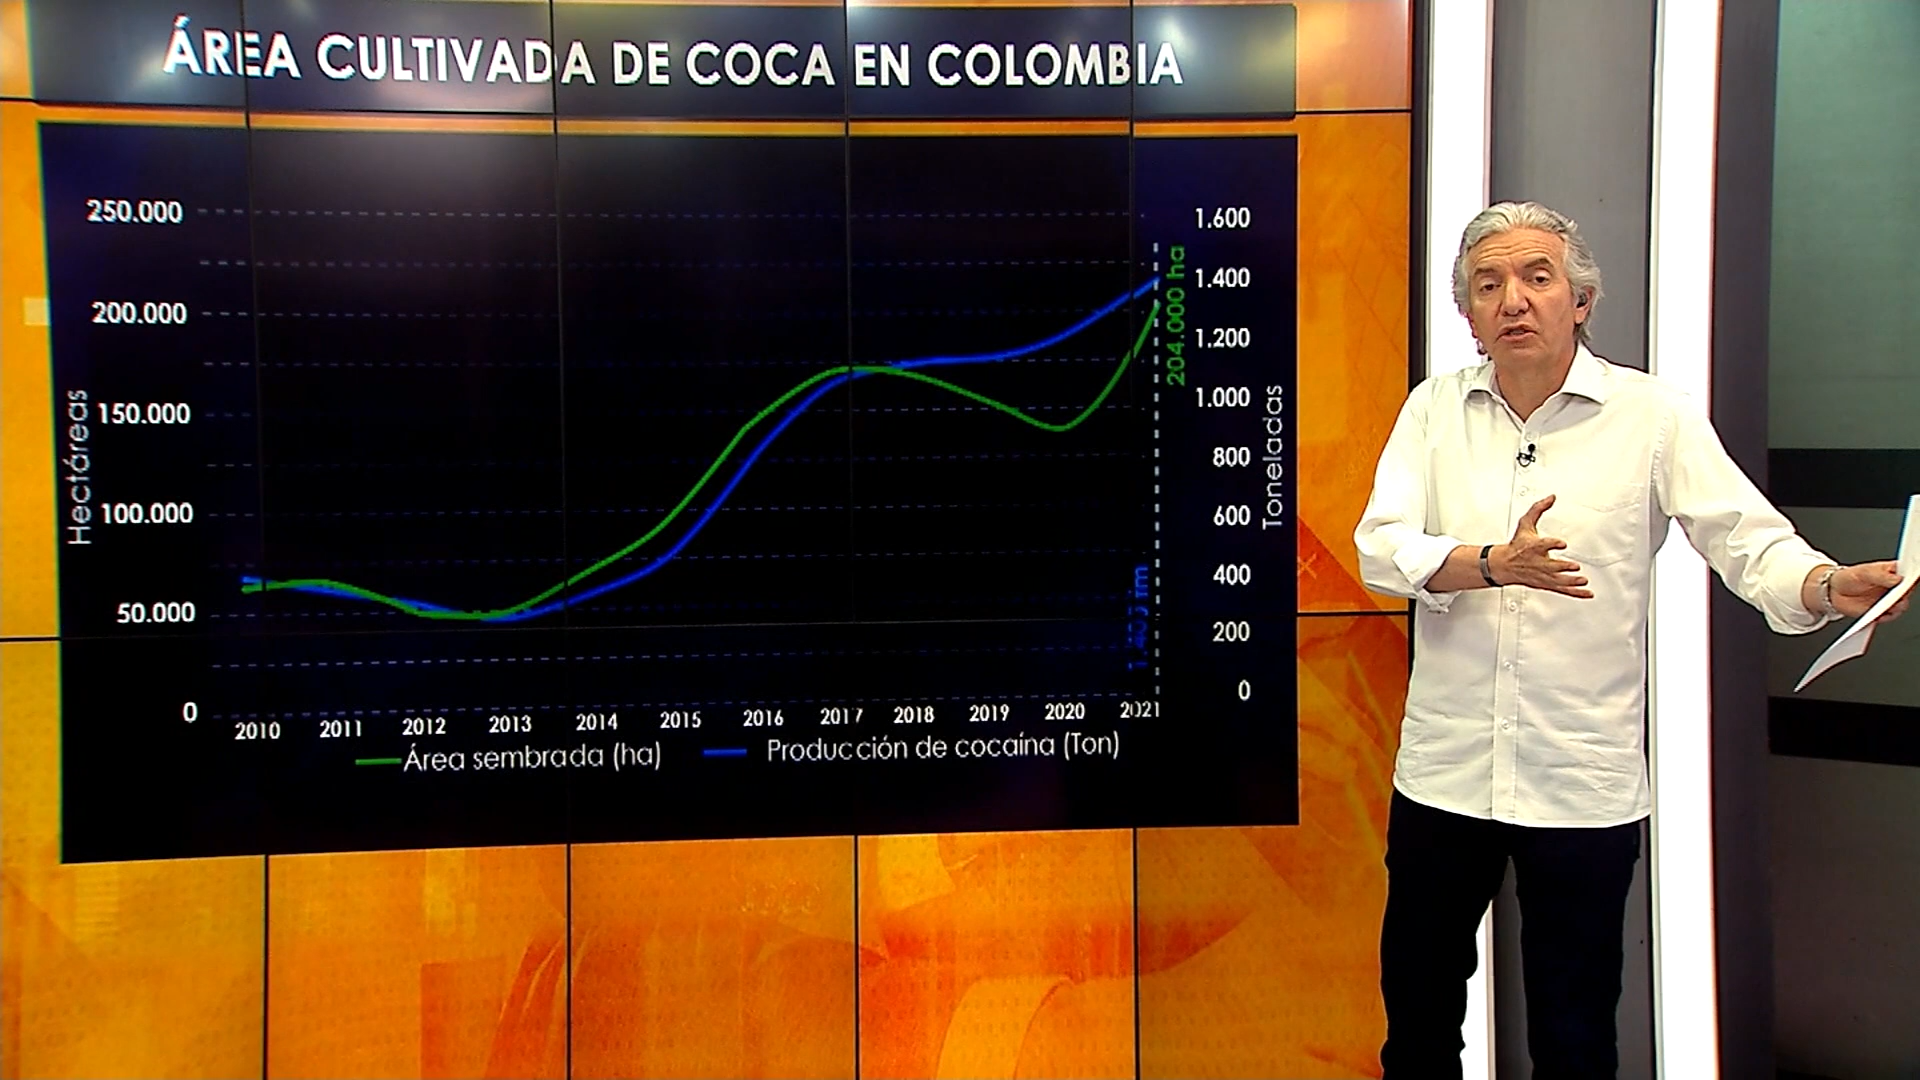 ÁREA CULTIVADA DE COCA EN COLOMBIA
250.000
200.000
150.000
100.000
50.000
0
Hectáreas
1.600
1.400
1.200
1.000
800
600
400
200
0
Toneladas
204.000 ha
2010 2011 2012 2013 2014 2015 2016 2017 2018 2019 2020 2021
Área sembrada (ha) Producción de cocaína (Ton)